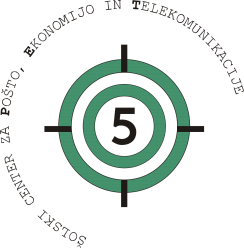 ŠOLSKI CENTER ZA POŠTO, EKONOMIJO IN TELEKOMUNIKACIJE
5